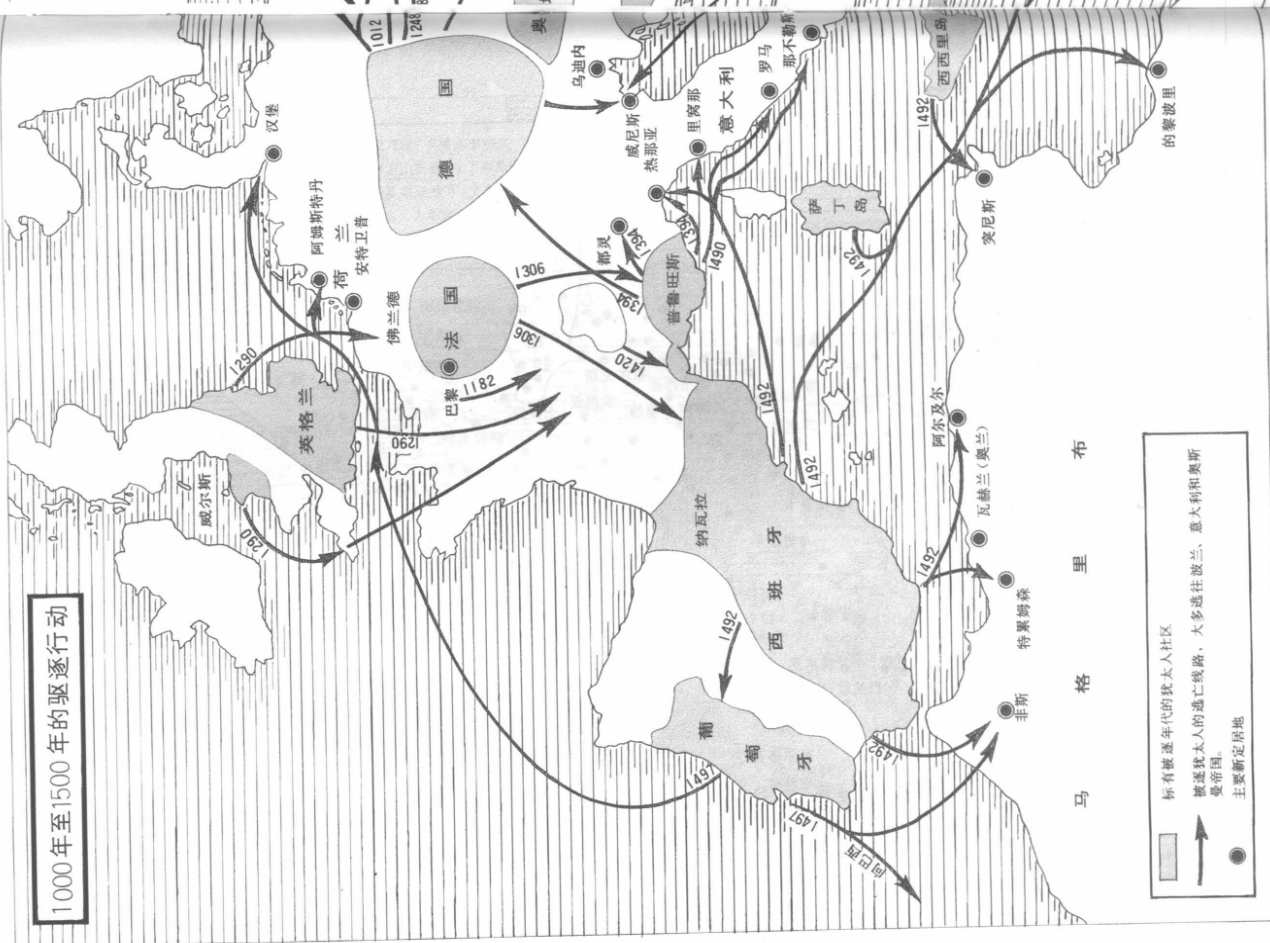 1000年至1500年的驱逐行动
威尔斯
英格兰
1290
1290
1290
汉堡
阿姆斯特丹
荷兰
安特卫普
佛兰德
法国
巴黎
1182
1306
1306
德国
1012
1248
奥
乌迪内
威尼斯
热那亚
里窝那
意大利
罗马
那不勒斯
都灵
1394
1394
1394
1490
普鲁旺斯
1420
萨丁岛
1492
西西里岛
1492
突尼斯
的黎波里
1492
1492
纳瓦拉
西班牙
1492
葡萄牙
1497
1497
向巴西
1492
1492
阿尔及尔
瓦赫兰(奥兰)
特累姆森
非斯
马格里布
标有被逐年代的犹太人社区
被逐犹太人的逃亡线路，大多逃往波兰、意大利和奥斯
曼帝国。
主要新定居地